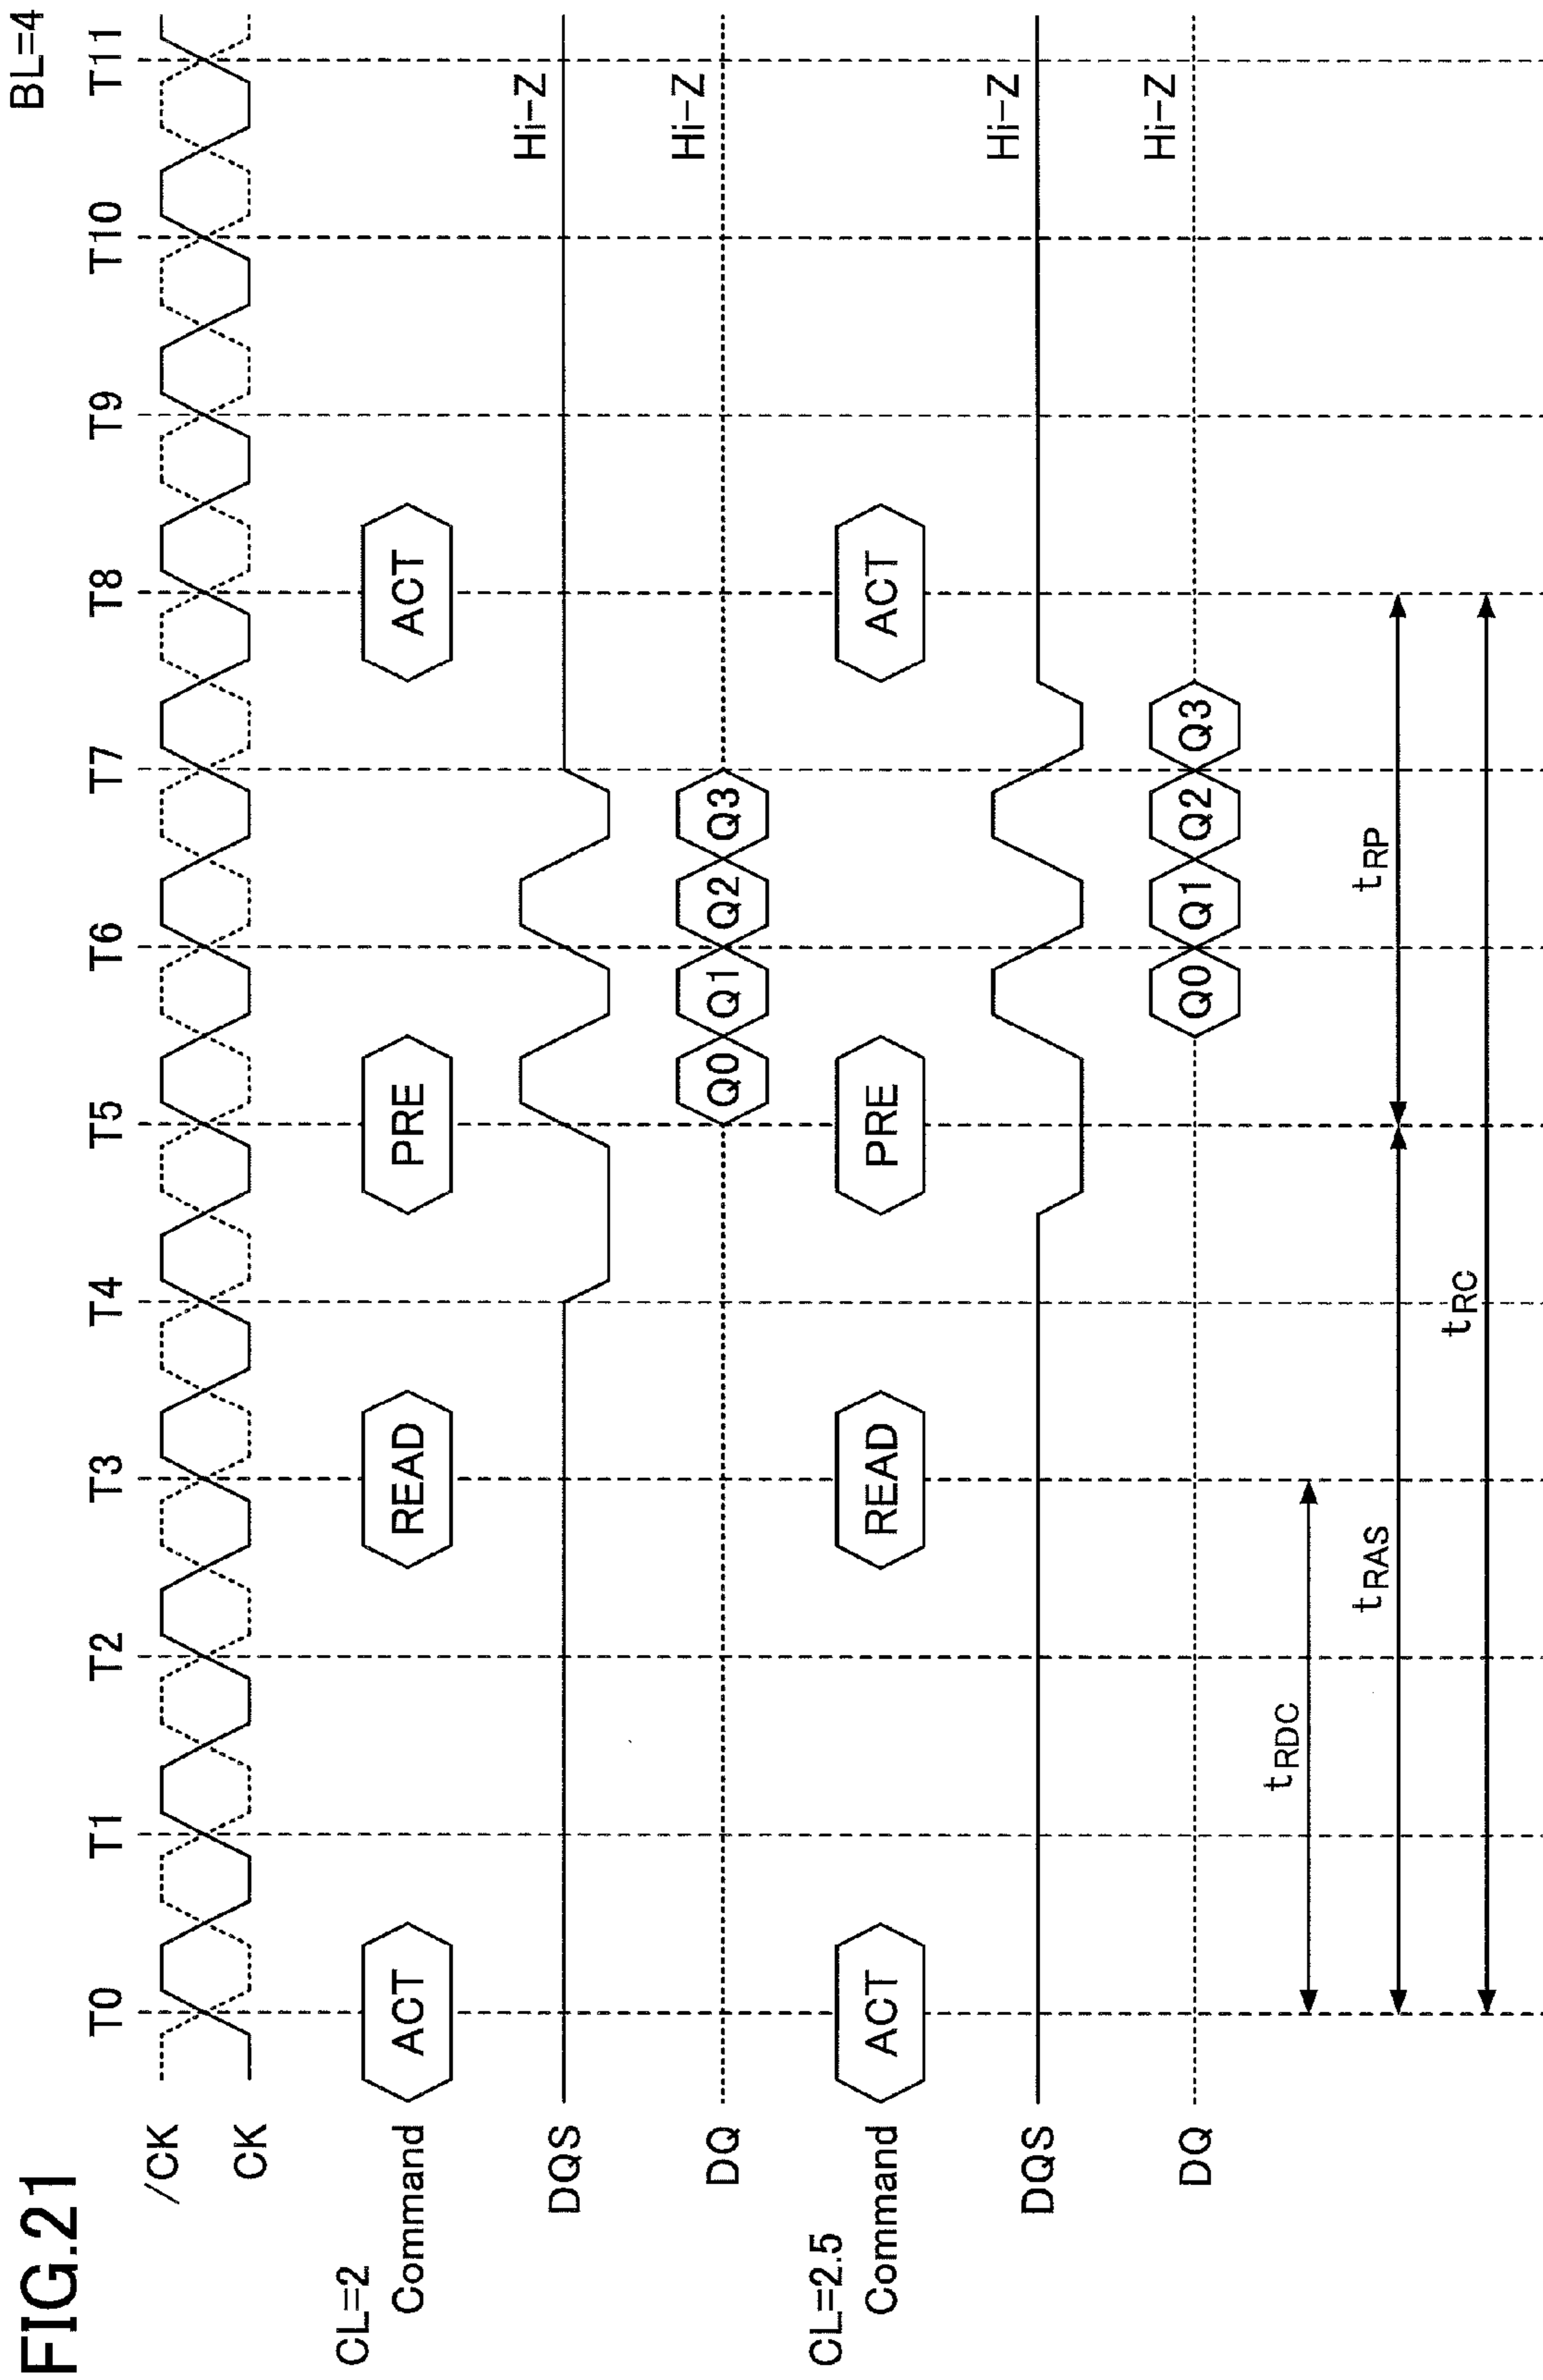 FIG.21
BL=4
T0 T1 T2 T3 T4 T5 T6 T7 T8 T9 T10 T11
/CK
CK
CL=2
Command ACT READ PRE ACT
DQS Hi-Z
DQ Q0 Q1 Q2 Q3 Hi-Z
CL=2.5
Command ACT READ PRE ACT
DQS Hi-Z
DQ Q0 Q1 Q2 Q3 Hi-Z
tRDC
tRAS tRP
tRC